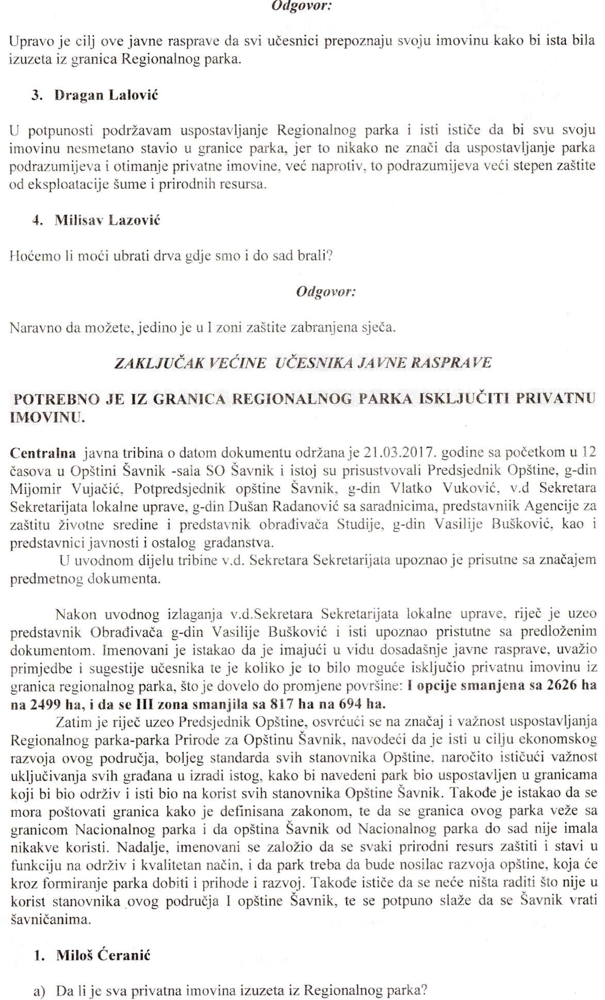 Odgovor:
Upravo je cilj ove javne rasprave da svi učesnici prepoznaju svoju imovinu kako bi ista bila
izuzeta iz granica Regionalnog parka.
3. Dragan Lalović
U potpunosti podržavam uspostavljanje Regionalnog parka i isti ističe da bi svu svoju
imovinu nesmetano stavio u granice parka, jer to nikako ne znači da uspostavljanje parka
podrazumijeva i otimanje privatne imovine, već naprotiv, to podrazumijeva veći stepen zaštite
od eksploatacije šume i prirodnih resursa.
4. Milisav Lazović
Hoćemo li moći ubrati drva gdje smo i do sad brali?
Odgovor:
Naravno da možete, jedino je u I zoni zaštite zabranjena sječa.
ZAKLJUČAK VEĆINE UČESNIKA JAVNE RASPRAVE
POTREBNO JE IZ GRANICA REGIONALNOG PARKA ISKLJUČITI PRIVATNU
IMOVINU.
Centralna javna tribina o datom dokumentu održana je 21.03.2017. godine sa početkom u 12
časova u Opštini Šavnik -sala SO Šavnik i istoj su prisustvovali Predsjednik Opštine, g-din
Mijomir Vujačić, Potpredsjednik opštine Šavnik, g-din Vlatko Vuković, v.d Sekretara
Sekretarijata lokalne uprave, g-din Dušan Radanović sa saradnicima, predstavniik Agencije za
zaštitu životne sredine i predstavnik obrađivača Studije, g-din Vasilije Bušković, kao i
predstavnici javnosti i ostalog građanstva.
U uvodnom dijelu tribine v.d. Sekretara Sekretarijata upoznao je prisutne sa značajem
predmetnog dokumenta.
Nakon uvodnog izlaganja v.d.Sekretara Sekretarijata lokalne uprave, riječ je uzeo
predstavnik Obrađivača g-din Vasilije Bušković i isti upoznao pristutne sa predloženim
dokumentom. Imenovani je istakao da je imajući u vidu dosadašnje javne rasprave, uvažio
primjedbe i sugestije učesnika te je koliko je to bilo moguće isključio privatnu imovinu iz
granica regionalnog parka, što je dovelo do promjene površine: I opcije smanjena sa 2626 ha
na 2499 ha, i da se III zona smanjila sa 817 ha na 694 ha.
Zatim je riječ uzeo Predsjednik Opštine, osvrćući se na značaj i važnost uspostavljanja
Regionalnog parka-parka Prirode za Opštinu Šavnik, navodeći da je isti u cilju ekonomskog
razvoja ovog područja, boljeg standarda svih stanovnika Opštine, naročito ističući važnost
uključivanja svih građana u izradi istog, kako bi navedeni park bio uspostavljen u granicama
koji bi bio održiv i isti bio na korist svih stanovnika Opštine Šavnik. Takođe je istakao da se
mora poštovati granica kako je definisana zakonom, te da se granica ovog parka veže sa
granicom Nacionalnog parka i da opština Šavnik od Nacionalnog parka do sad nije imala
nikakve koristi. Nadalje, imenovani se založio da se svaki prirodni resurs zaštiti i stavi u
funkciju na održiv i kvalitetan način, i da park treba da bude nosilac razvoja opštine, koja će
kroz formiranje parka dobiti i prihode i razvoj. Takođe ističe da se neće ništa raditi što nije u
korist stanovnika ovog područja I opštine Šavnik, te se potpuno slaže da se Šavnik vrati
šavničanima.
1. Miloš Ćeranić
a) Da li je sva privatna imovina izuzeta iz Regionalnog parka?